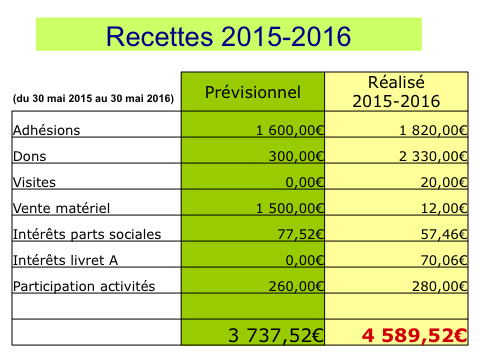 Recettes 2015-2016
(du 30 mai 2015 au 30 mai 2016) Prévisionnel Réalisé
2015-2016
Adhésions 1 600,00€ 1 820,00€
Dons 300,00€ 2 330,00€
Visites 0,00€ 20,00€
Vente matériel 1 500,00€ 12,00€
Intérêts parts sociales 77,52€ 57,46€
Intérêts livret A 0,00€ 70,06€
Participation activités 260,00€ 280,00€
3 737,52€ 4 589,52€